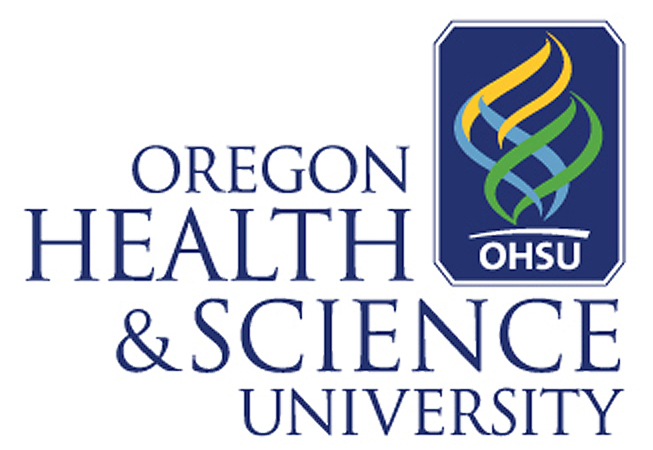 OREGON
HEALTH
OHSU
& SCIENCE
UNIVERSITY